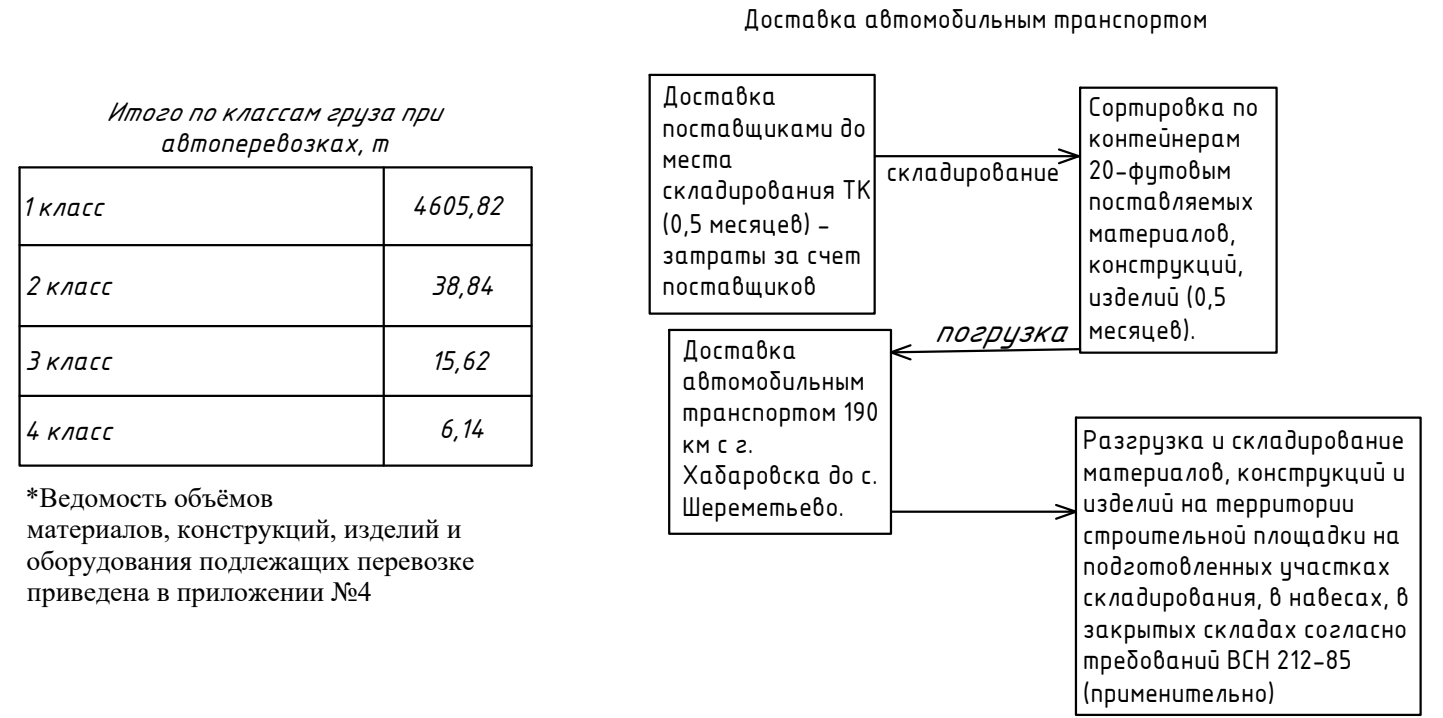 Доставка автомобильным транспортом
Итого по классам груза при
автоперевозках, т
1 класс 4605,82
2 класс 38,84
3 класс 15,62
4 класс 6,14
*Ведомость объёмов
материалов, конструкций, изделий и
оборудования подлежащих перевозке
приведена в приложении №4
Доставка
поставщиками до
места
складирования ТК
(0,5 месяцев) –
затраты за счет
поставщиков
складирование
Сортировка по
контейнерам
20-футовым
поставляемых
материалов,
конструкций,
изделий (0,5
месяцев).
погрузка
Доставка
автомобильным
транспортом 190
км с г.
Хабаровска до с.
Шереметьево.
Разгрузка и складирование
материалов, конструкций и
изделий на территории
строительной площадки на
подготовленных участках
складирования, в навесах, в
закрытых складах согласно
требований ВСН 212-85
(применительно)